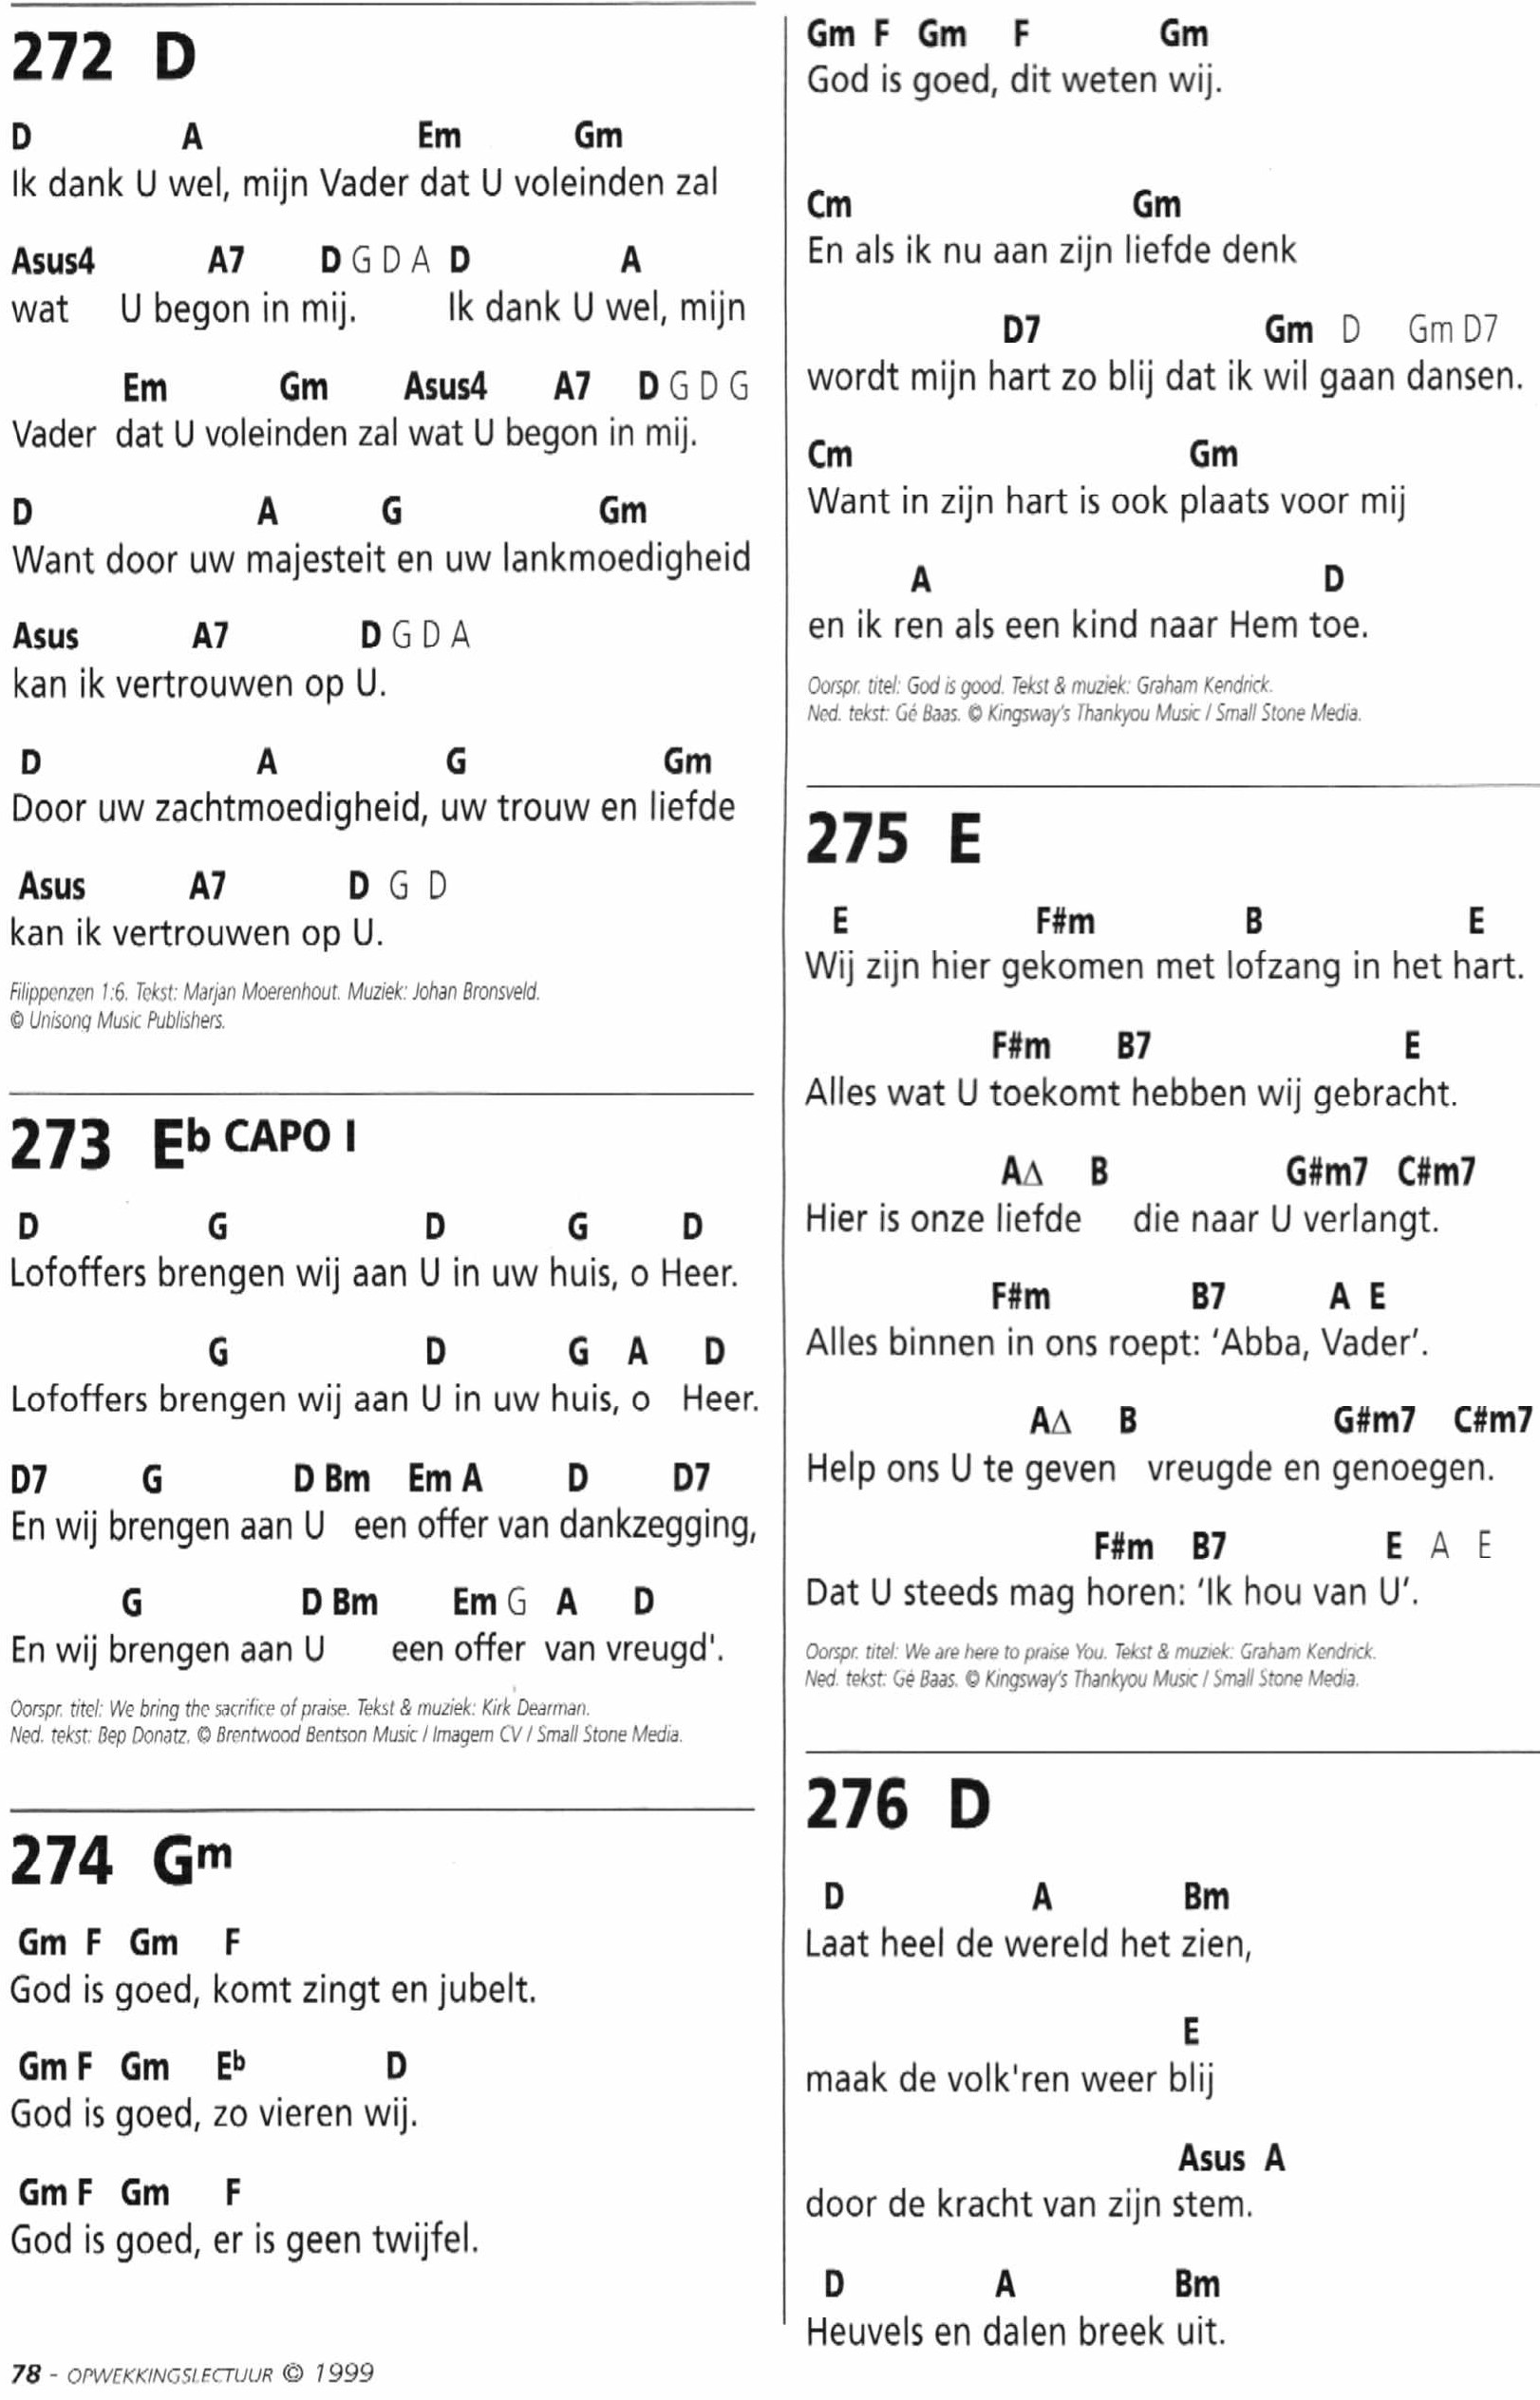 272 D
D A Em Gm
Ik dank U wel, mijn Vader dat U voleinden zal
Asus4 A7 D G D A D A
wat U begon in mij. Ik dank U wel, mijn
Em Gm Asus4 A7 D G D G
Vader dat U voleinden zal wat U begon in mij.
D A G Gm
Want door uw majesteit en uw lankmoedigheid
Asus A7 D G D A
kan ik vertrouwen op U.
D A G Gm
Door uw zachtmoedigheid, uw trouw en liefde
Asus A7 D G D
kan ik vertrouwen op U.
Filippenzen 1:6. Tekst: Marjan Moerenhout. Muziek: Johan Bronsveld.
© Unisong Music Publishers.
273 Eb CAPO I
D G D G D
Lofoffers brengen wij aan U in uw huis, o Heer.
G D G A D
Lofoffers brengen wij aan U in uw huis, o Heer.
D7 G D Bm Em A D D7
En wij brengen aan U een offer van dankzegging,
G D Bm Em G A D
En wij brengen aan U een offer van vreugd'.
Oorspr. titel: We bring the sacrifice of praise. Tekst & muziek: Kirk Dearman.
Ned. tekst: Bep Donatz. © Brentwood Bentson Music / Imagem CV / Small Stone Media.
274 Gm
Gm F Gm F
God is goed, komt zingt en jubelt.
Gm F Gm Eb D
God is goed, zo vieren wij.
Gm F Gm F
God is goed, er is geen twijfel.
78 - OPWEKKINGSLECTUUR © 1999
Gm F Gm F Gm
God is goed, dit weten wij.
Cm Gm
En als ik nu aan zijn liefde denk
D7 Gm D Gm D7
wordt mijn hart zo blij dat ik wil gaan dansen.
Cm Gm
Want in zijn hart is ook plaats voor mij
A D
en ik ren als een kind naar Hem toe.
Oorspr. titel: God is good. Tekst & muziek: Graham Kendrick.
Ned. tekst: Gé Baas. © Kingsway's Thankyou Music / Small Stone Media.
275 E
E F#m B E
Wij zijn hier gekomen met lofzang in het hart.
F#m B7 E
Alles wat U toekomt hebben wij gebracht.
A∆ B G#m7 C#m7
Hier is onze liefde die naar U verlangt.
F#m B7 A E
Alles binnen in ons roept: ‘Abba, Vader’.
A∆ B G#m7 C#m7
Help ons U te geven vreugde en genoegen.
F#m B7 E A E
Dat U steeds mag horen: ‘Ik hou van U’.
Oorspr. titel: We are here to praise You. Tekst & muziek: Graham Kendrick.
Ned. tekst: Gé Baas. © Kingsway's Thankyou Music / Small Stone Media.
276 D
D A Bm
Laat heel de wereld het zien,
E
maak de volk'ren weer blij
Asus A
door de kracht van zijn stem.
D A Bm
Heuvels en dalen breek uit.